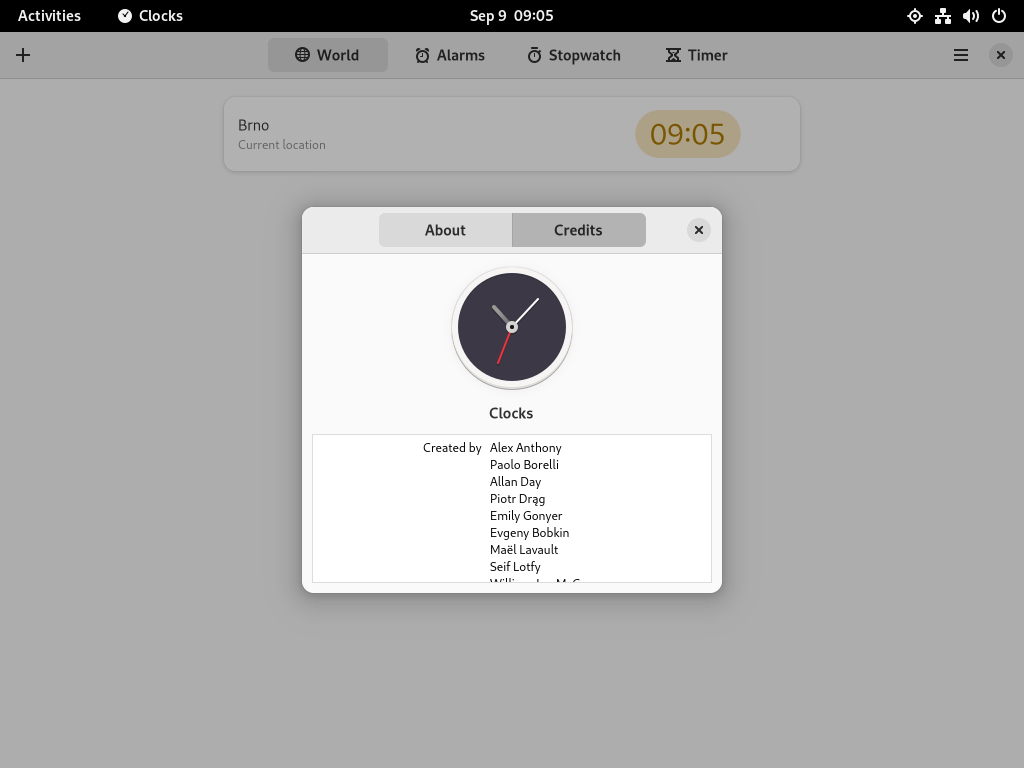 Activities Clocks Sep 9 09:05
World Alarms Stopwatch Timer
Brno
Current location
09:05
About Credits
Clocks
Created by Alex Anthony
Paolo Borelli
Allan Day
Piotr Drąg
Emily Gonyer
Evgeny Bobkin
Maël Lavault
Seif Lotfy